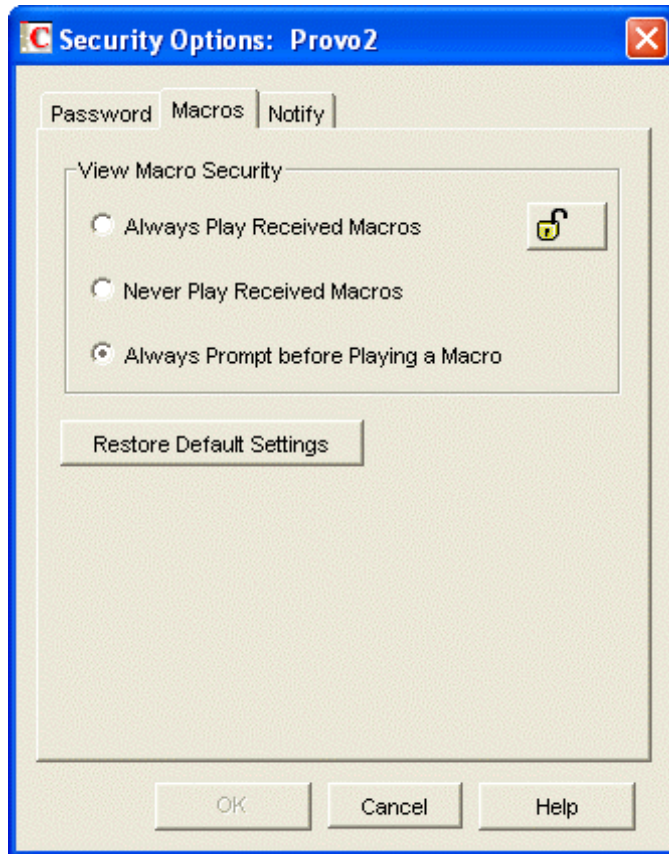 C Security Options: Provo2
Password Macros Notify
View Macro Security
Always Play Received Macros
Never Play Received Macros
Always Prompt before Playing a Macro
Restore Default Settings
OK Cancel Help